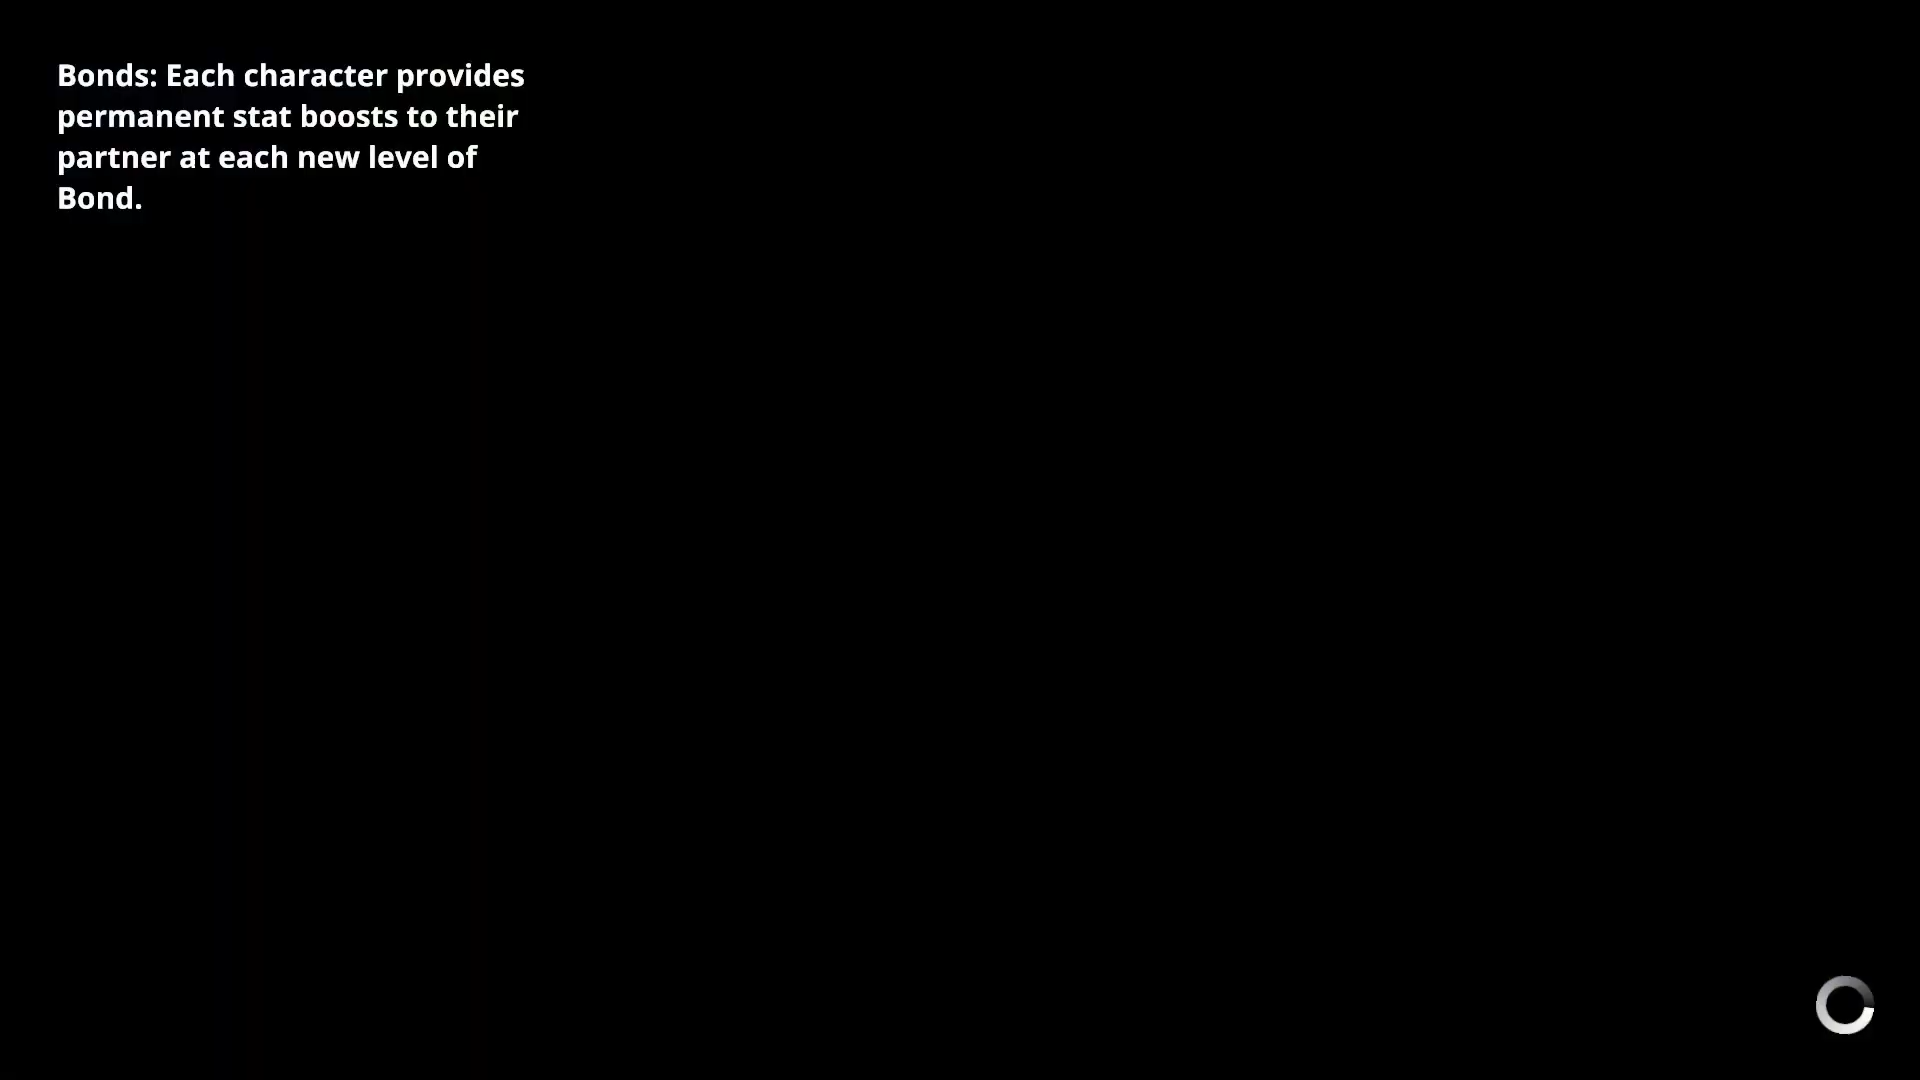 Bonds: Each character provides
permanent stat boosts to their
partner at each new level of
Bond.